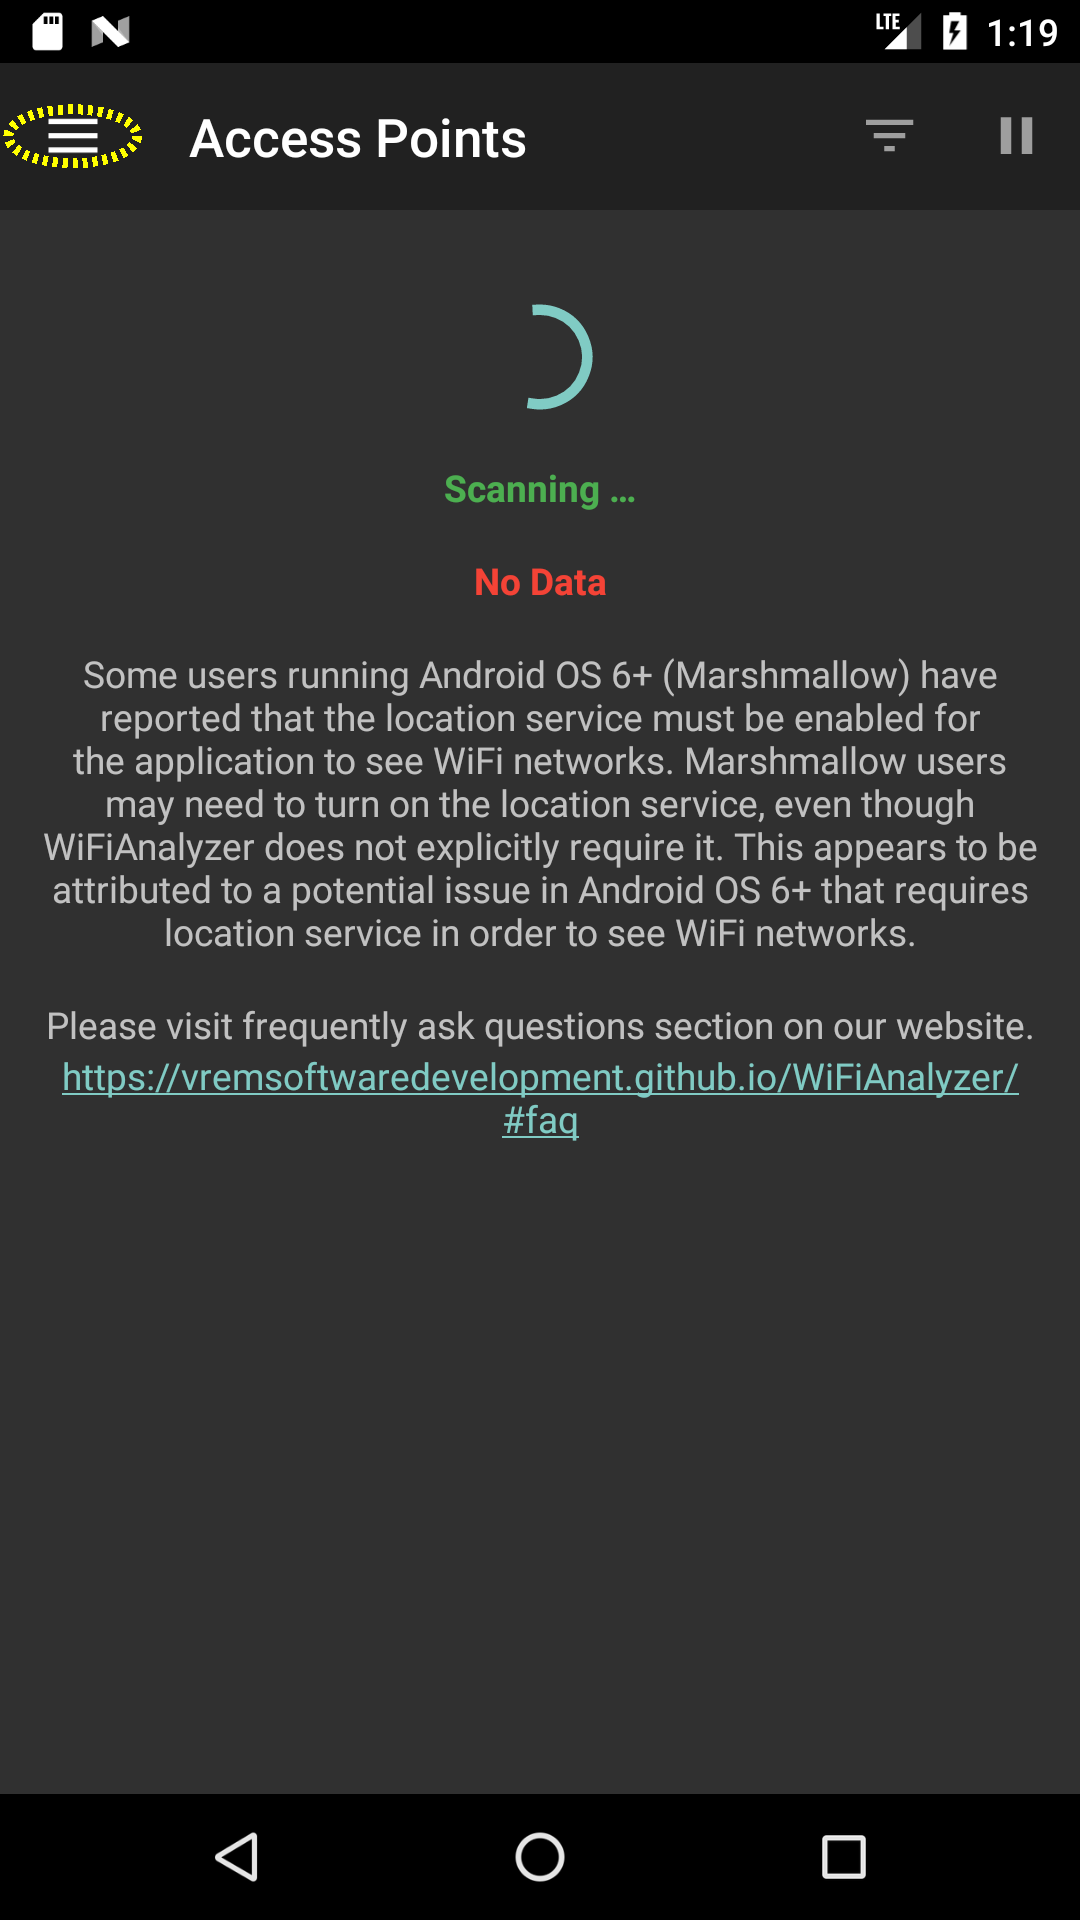 LTE 1:19
Access Points
Scanning ...
No Data
Some users running Android OS 6+ (Marshmallow) have
reported that the location service must be enabled for
the application to see WiFi networks. Marshmallow users
may need to turn on the location service, even though
WiFiAnalyzer does not explicitly require it. This appears to be
attributed to a potential issue in Android OS 6+ that requires
location service in order to see WiFi networks.
Please visit frequently ask questions section on our website.
https://vremsoftwaredevelopment.github.io/WiFiAnalyzer/
#faq